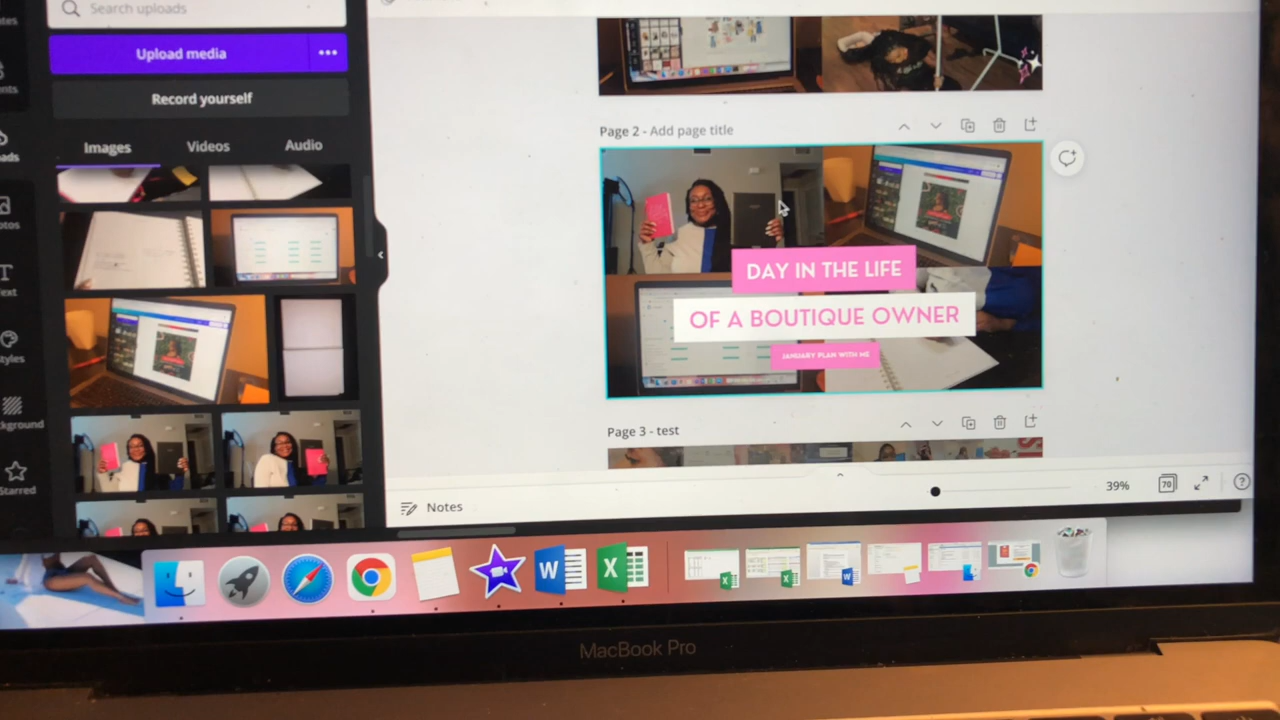 Search uploads
Upload media
Record yourself
Images Videos Audio
Page 2 - Add page title
DAY IN THE LIFE
OF A BOUTIQUE OWNER
JANUARY PLAN WITH ME
Page 3 - test
Notes
39%
70
Starred
W
X
MacBook Pro